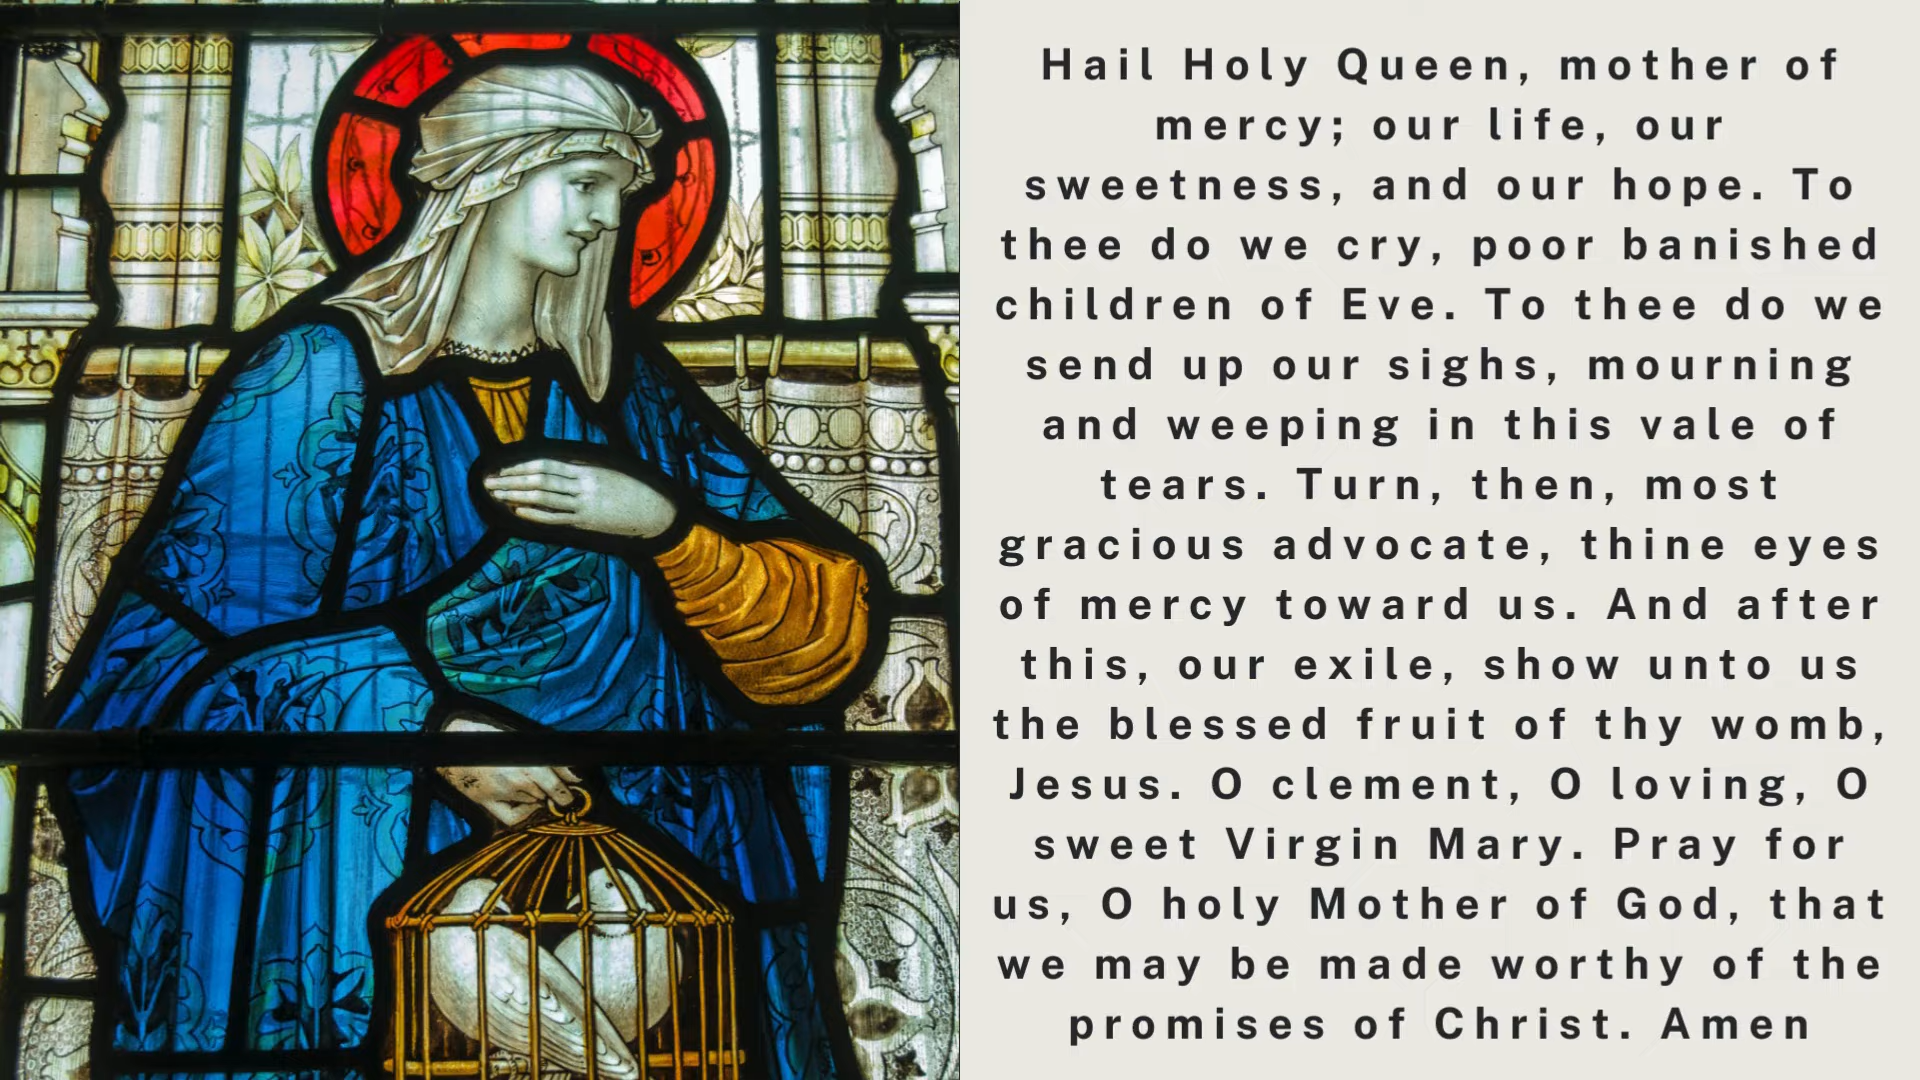 Hail Holy Queen, mother of
mercy; our life, our
sweetness, and our hope. To
thee do we cry, poor banished
children of Eve. To thee do we
send up our sighs, mourning
and weeping in this vale of
tears. Turn, then, most
gracious advocate, thine eyes
of mercy toward us. And after
this, our exile, show unto us
the blessed fruit of thy womb,
Jesus. O clement, O loving, O
sweet Virgin Mary. Pray for
us, O holy Mother of God, that
we may be made worthy of the
promises of Christ. Amen